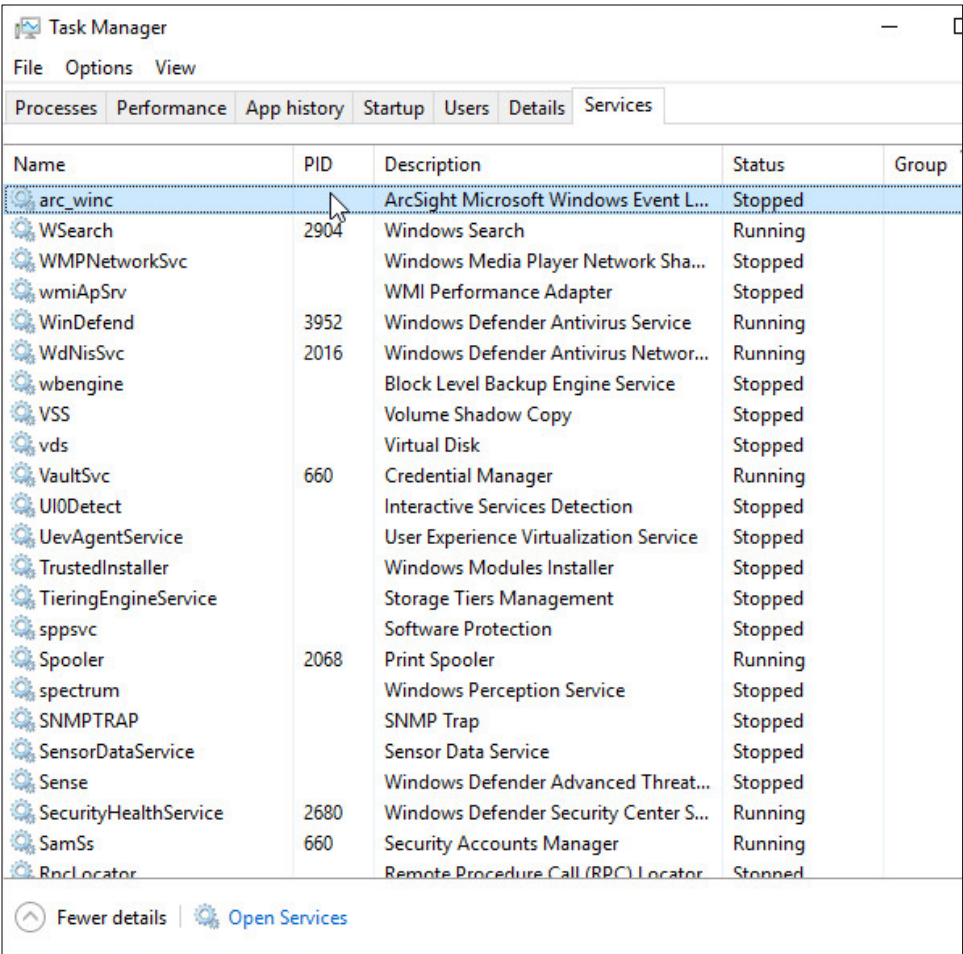 Task Manager
File Options View
Processes Performance App history Startup Users Details Services
Name PID Description Status Group
arc_winc ArcSight Microsoft Windows Event L... Stopped
WSearch 2904 Windows Search Running
WMPNetworkSvc Windows Media Player Network Sha... Stopped
wmiApSrv WMI Performance Adapter Stopped
WinDefend 3952 Windows Defender Antivirus Service Running
WdNisSvc 2016 Windows Defender Antivirus Networ... Running
wbengine Block Level Backup Engine Service Stopped
VSS Volume Shadow Copy Stopped
vds Virtual Disk Stopped
VaultSvc 660 Credential Manager Running
UI0Detect Interactive Services Detection Stopped
UevAgentService User Experience Virtualization Service Stopped
TrustedInstaller Windows Modules Installer Stopped
TieringEngineService Storage Tiers Management Stopped
sppsvc Software Protection Stopped
Spooler 2068 Print Spooler Running
spectrum Windows Perception Service Stopped
SNMPTRAP SNMP Trap Stopped
SensorDataService Sensor Data Service Stopped
Sense Windows Defender Advanced Threat... Stopped
SecurityHealthService 2680 Windows Defender Security Center S... Running
SamSs 660 Security Accounts Manager Running
RpcLocator Remote Procedure Call (RPC) Locator Stopped
Fewer details Open Services